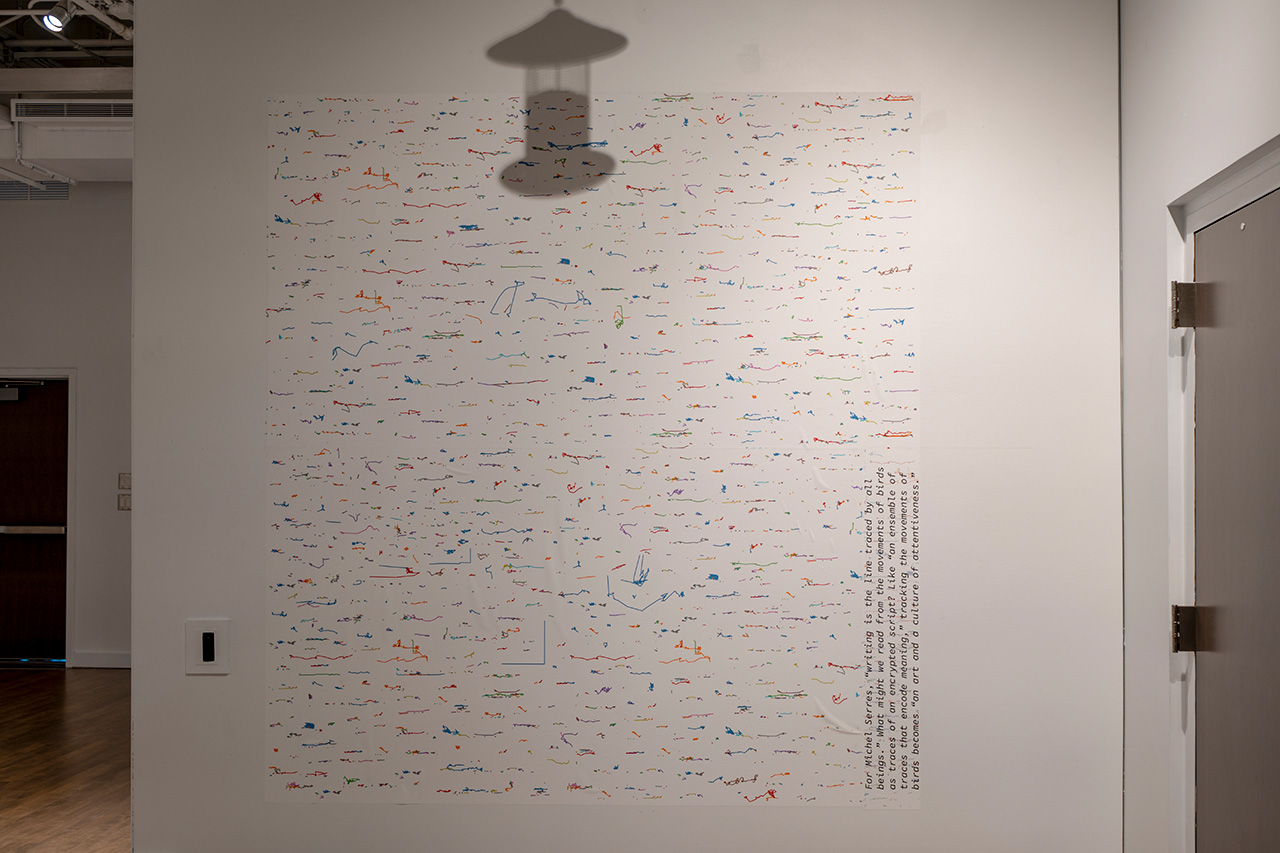 For Michel Serres, "writing is the line traced by all
beings." What might we read from the movements of birds
as traces of an encrypted script? Like "an ensemble of
traces that encode meaning," tracking the movements of
birds becomes "an art and a culture of attentiveness."